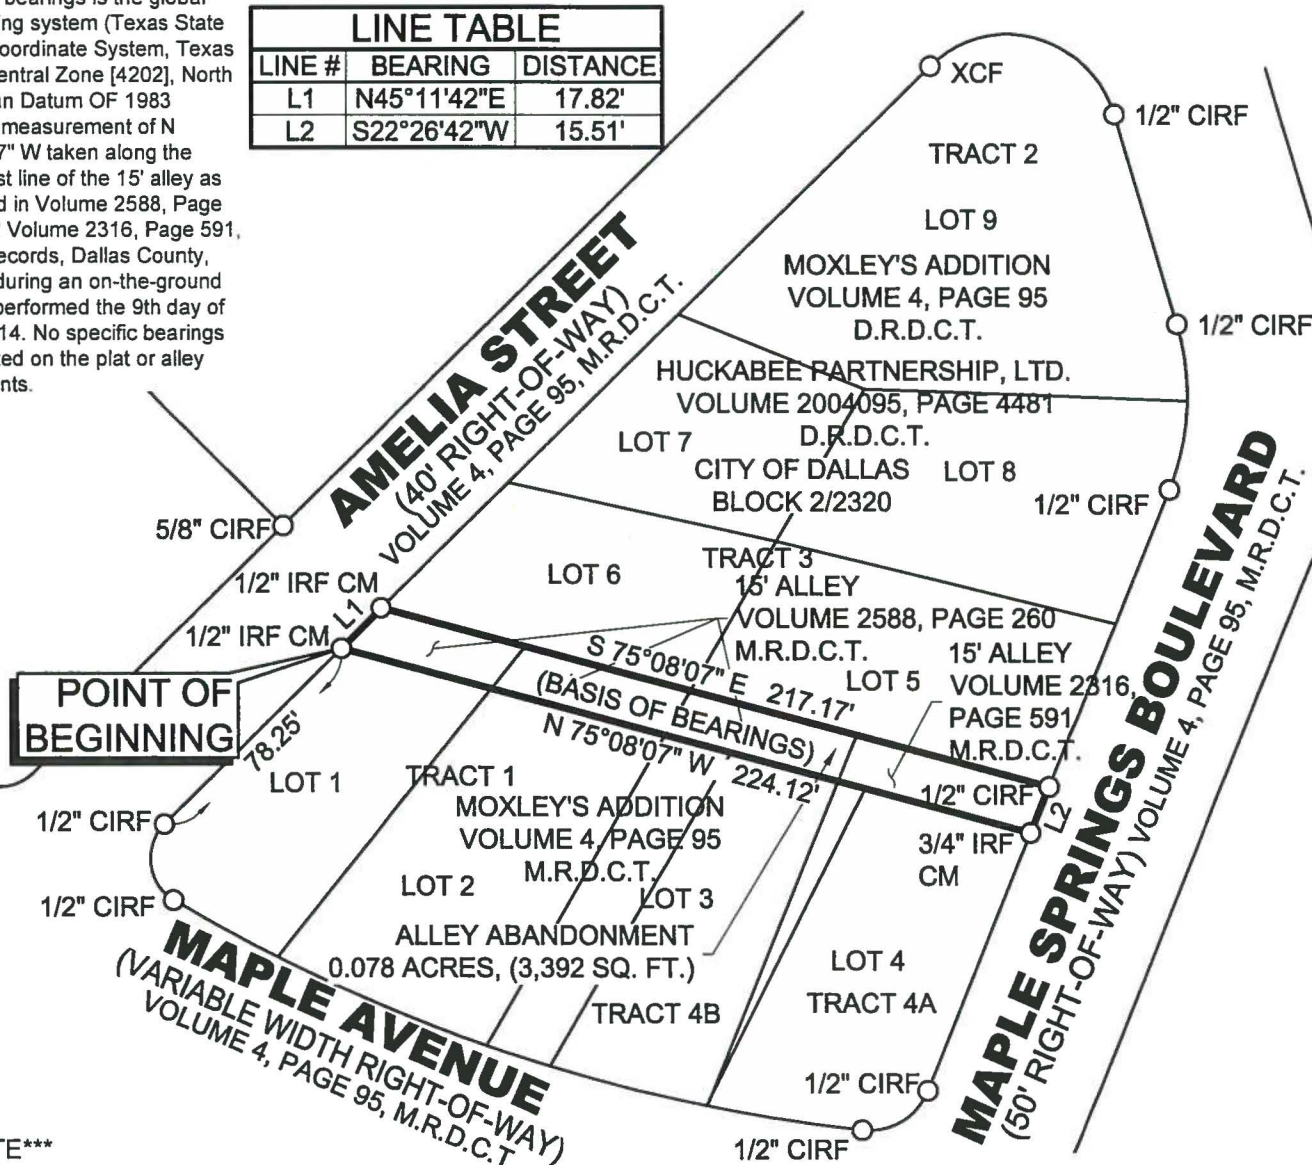 bearings is the global
ng system (Texas State
oordinate System, Texas
entral Zone [4202], North
n Datum OF 1983
measurement of N
7" W taken along the
st line of the 15' alley as
d in Volume 2588, Page
Volume 2316, Page 591,
ecords, Dallas County,
during an on-the-ground
performed the 9th day of
14. No specific bearings
ted on the plat or alley
nts.
LINE TABLE
LINE # BEARING DISTANCE
L1 N45°11'42"E 17.82'
L2 S22°26'42"W 15.51'
XCF
1/2" CIRF
TRACT 2
LOT 9
MOXLEY'S ADDITION
VOLUME 4, PAGE 95
D.R.D.C.T.
1/2" CIRF
HUCKABEE PARTNERSHIP, LTD.
VOLUME 2004095, PAGE 4481
D.R.D.C.T.
CITY OF DALLAS
BLOCK 2/2320
LOT 7
LOT 8
1/2" CIRF
AMELIA STREET
(40' RIGHT-OF-WAY)
VOLUME 4, PAGE 95, M.R.D.C.T.
5/8" CIRF
1/2" IRF CM
1/2" IRF CM
L1
LOT 6
TRACT 3
15' ALLEY
VOLUME 2588, PAGE 260
M.R.D.C.T.
LOT 5
15' ALLEY
VOLUME 2316,
PAGE 591
M.R.D.C.T.
S 75°08'07" E 217.17'
(BASIS OF BEARINGS)
N 75°08'07" W 224.12'
POINT OF
BEGINNING
78.25'
LOT 1
TRACT 1
MOXLEY'S ADDITION
VOLUME 4, PAGE 95
M.R.D.C.T.
1/2" CIRF
L2
3/4" IRF
CM
1/2" CIRF
1/2" CIRF
LOT 2
LOT 3
ALLEY ABANDONMENT
0.078 ACRES, (3,392 SQ. FT.)
LOT 4
TRACT 4A
TRACT 4B
MAPLE AVENUE
(VARIABLE WIDTH RIGHT-OF-WAY)
VOLUME 4, PAGE 95, M.R.D.C.T
MAPLE SPRINGS BOULEVARD
(50' RIGHT-OF-WAY) VOLUME 4, PAGE 95, M.R.D.C.T.
1/2" CIRF
1/2" CIRF
TE***